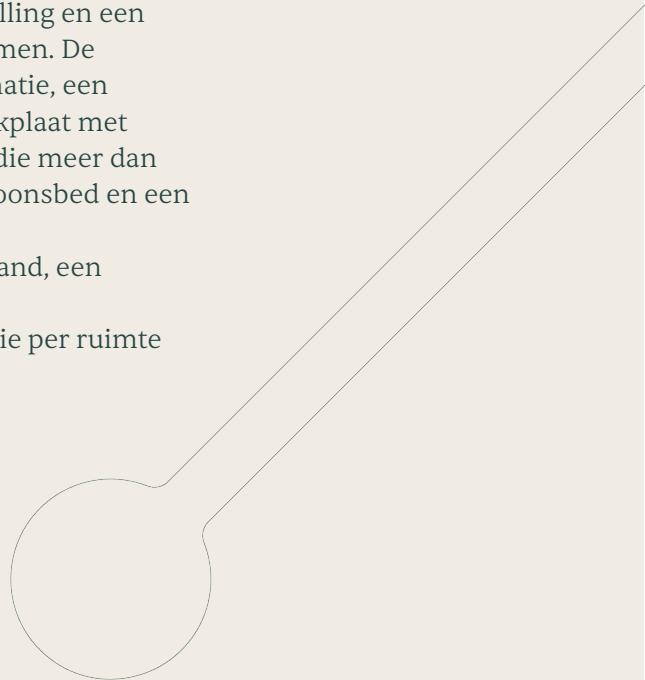 lling en een
men. De
natie, een
kplaat met
die meer dan
oonsbed en een
and, een
ie per ruimte